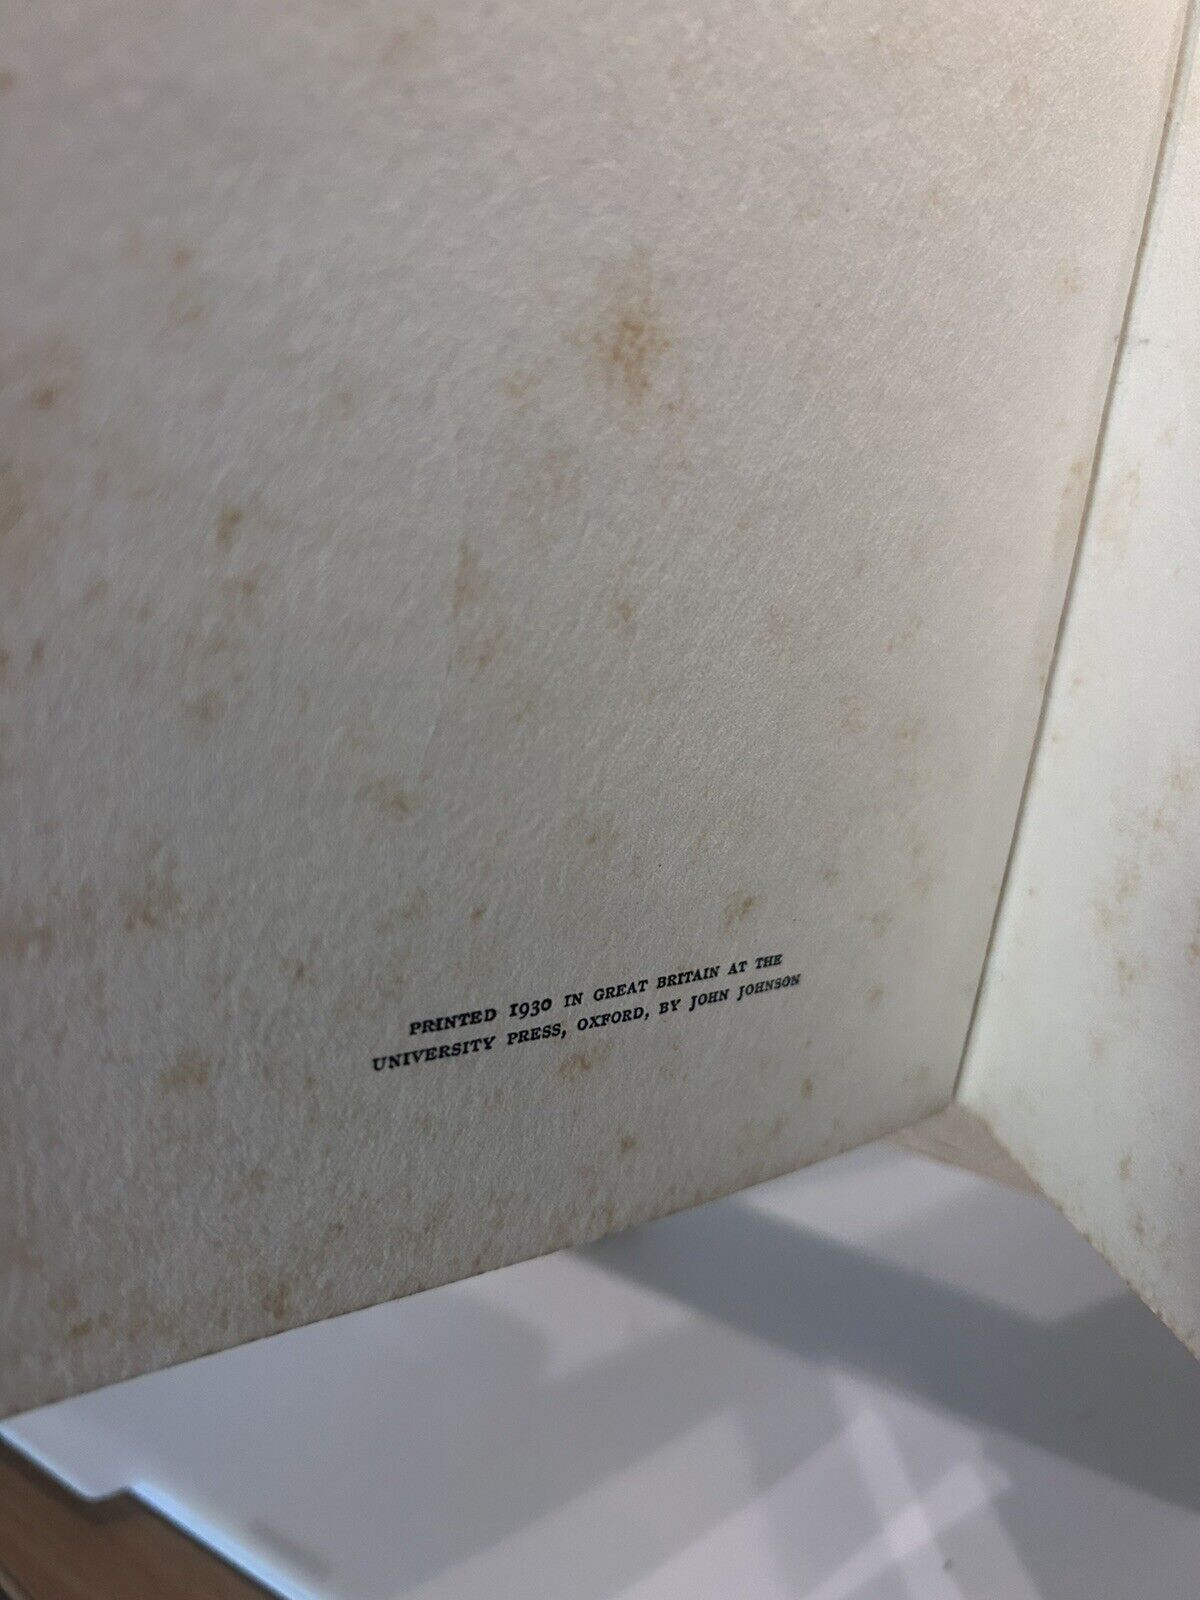 PRINTED 1930 IN GREAT BRITAIN AT THE
UNIVERSITY PRESS, OXFORD, BY JOHN JOHNSON